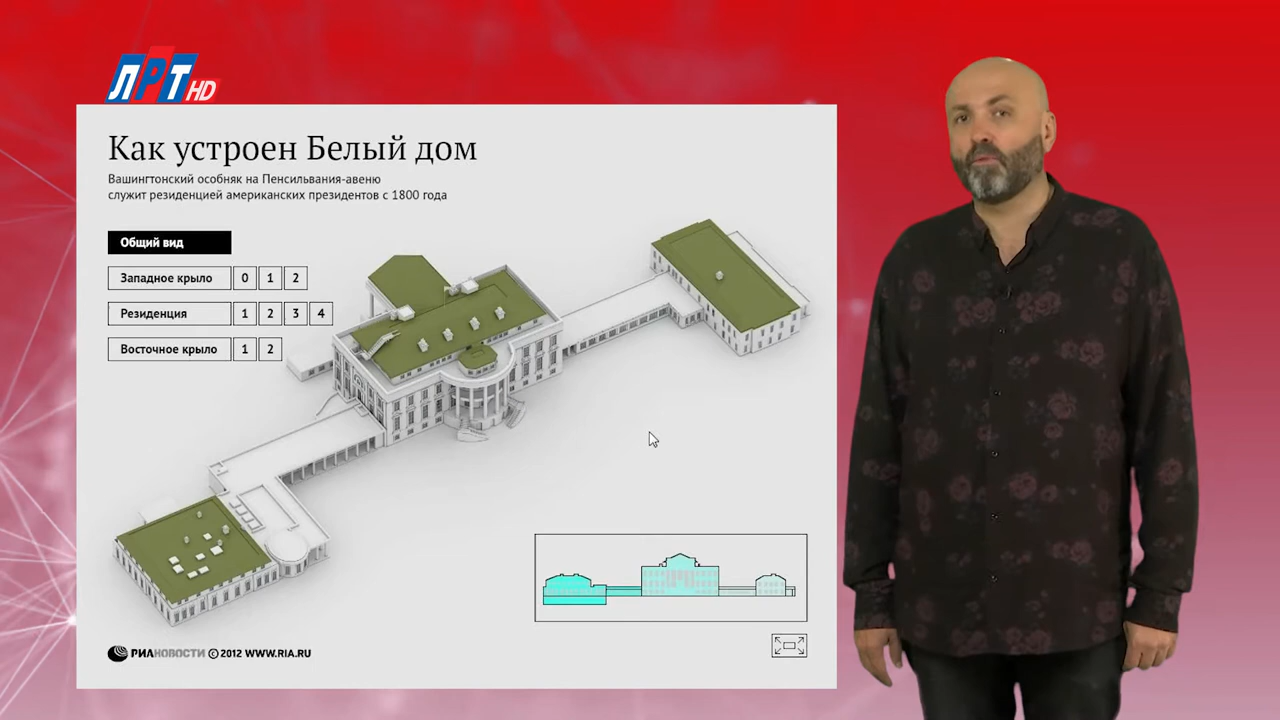 ЛРТ HD
Как устроен Белый дом
Вашингтонский особняк на Пенсильвания-авеню
служит резиденцией американских президентов с 1800 года
Общий вид
Западное крыло 0 1 2
Резиденция 1 2 3 4
Восточное крыло 1 2
РИАНОВОСТИ © 2012 WWW.RIA.RU